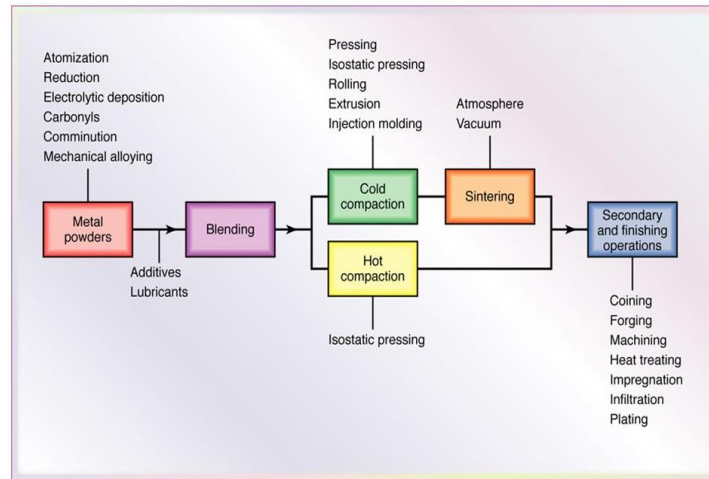 Atomization
Reduction
Electrolytic deposition
Carbonyls
Comminution
Mechanical alloying
Metal
powders
Additives
Lubricants
Blending
Pressing
Isostatic pressing
Rolling
Extrusion
Injection molding
Cold
compaction
Hot
compaction
Isostatic pressing
Atmosphere
Vacuum
Sintering
Secondary
and finishing
operations
Coining
Forging
Machining
Heat treating
Impregnation
Infiltration
Plating